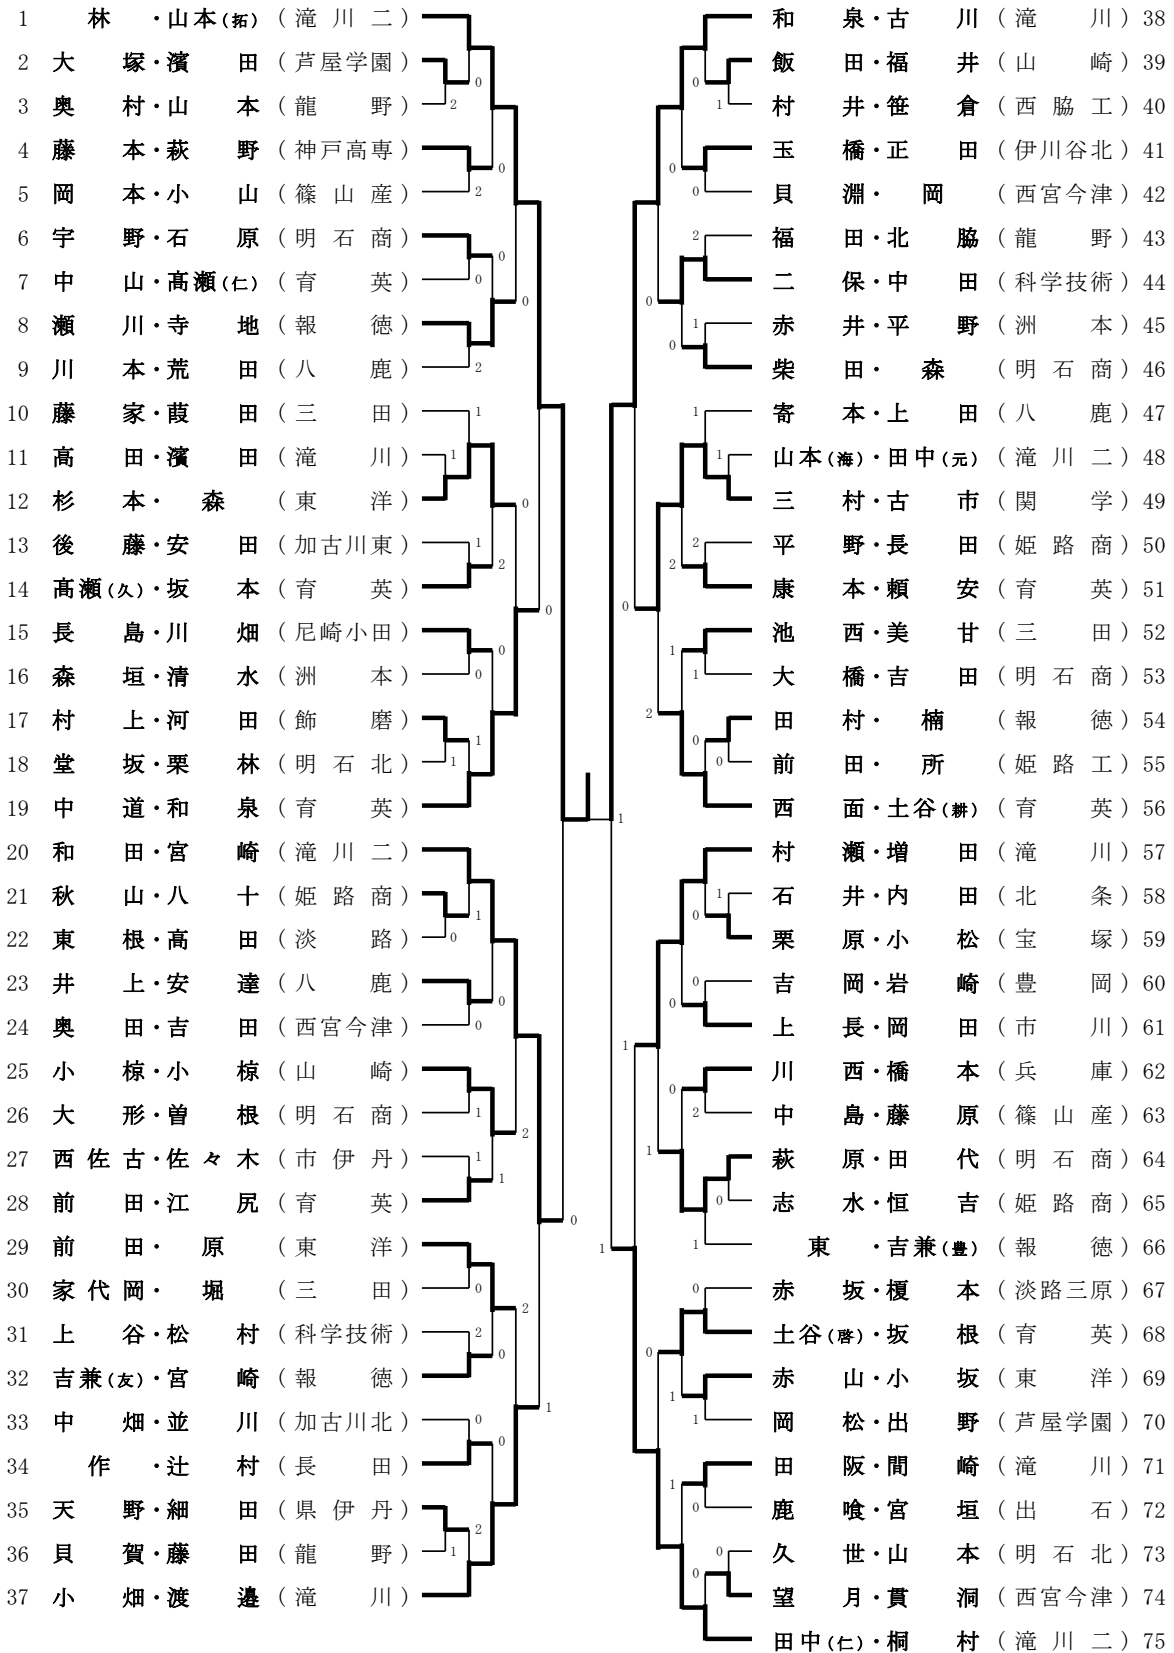 1 林・山本(拓) (滝川二)
2 大塚・濱田 (芦屋学園)
3 奥村・山本 (龍野)
4 藤本・萩野 (神戸高専)
5 岡本・小山 (篠山産)
6 宇野・石原 (明石商)
7 中山・髙瀬(仁) (育英)
8 瀬川・寺地 (報徳)
9 川本・荒田 (八鹿)
10 藤家・葭田 (三田)
11 高田・濱田 (滝川)
12 杉本・森 (東洋)
13 後藤・安田 (加古川東)
14 髙瀬(久)・坂本 (育英)
15 長島・川畑 (尼崎小田)
16 森垣・清水 (洲本)
17 村上・河田 (飾磨)
18 堂坂・栗林 (明石北)
19 中道・和泉 (育英)
20 和田・宮崎 (滝川二)
21 秋山・八十 (姫路商)
22 東根・高田 (淡路)
23 井上・安達 (八鹿)
24 奥田・吉田 (西宮今津)
25 小椋・小椋 (山崎)
26 大形・曽根 (明石商)
27 西佐古・佐々木 (市伊丹)
28 前田・江尻 (育英)
29 前田・原 (東洋)
30 家代岡・堀 (三田)
31 上谷・松村 (科学技術)
32 吉兼(友)・宮崎 (報徳)
33 中畑・並川 (加古川北)
34 作・辻村 (長田)
35 天野・細田 (県伊丹)
36 貝賀・藤田 (龍野)
37 小畑・渡邉 (滝川)
和泉・古川 (滝川) 38
飯田・福井 (山崎) 39
村井・笹倉 (西脇工) 40
玉橋・正田 (伊川谷北) 41
貝淵・岡 (西宮今津) 42
福田・北脇 (龍野) 43
二保・中田 (科学技術) 44
赤井・平野 (洲本) 45
柴田・森 (明石商) 46
寄本・上田 (八鹿) 47
山本(海)・田中(元) (滝川二) 48
三村・古市 (関学) 49
平野・長田 (姫路商) 50
康本・頼安 (育英) 51
池西・美甘 (三田) 52
大橋・吉田 (明石商) 53
田村・楠 (報徳) 54
前田・所 (姫路工) 55
西面・土谷(耕) (育英) 56
村瀬・増田 (滝川) 57
石井・内田 (北条) 58
栗原・小松 (宝塚) 59
吉岡・岩崎 (豊岡) 60
上長・岡田 (市川) 61
川西・橋本 (兵庫) 62
中島・藤原 (篠山産) 63
萩原・田代 (明石商) 64
志水・恒吉 (姫路商) 65
東・吉兼(豊) (報徳) 66
赤坂・榎本 (淡路三原) 67
土谷(啓)・坂根 (育英) 68
赤山・小坂 (東洋) 69
岡松・出野 (芦屋学園) 70
田阪・間崎 (滝川) 71
鹿喰・宮垣 (出石) 72
久世・山本 (明石北) 73
望月・貫洞 (西宮今津) 74
田中(仁)・桐村 (滝川二) 75